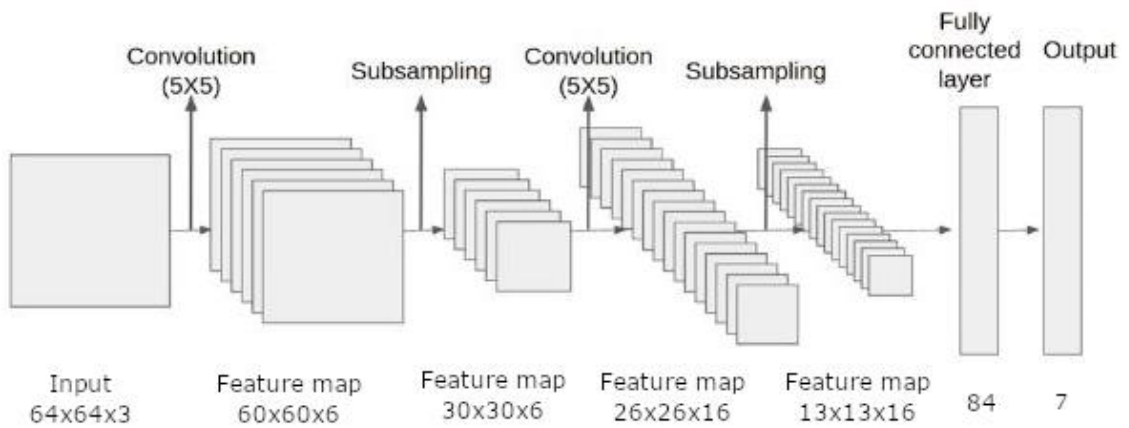 Convolution
(5X5)
Subsampling
Convolution
(5X5)
Subsampling
Fully
connected
layer
Output
Input
64x64x3
Feature map
60x60x6
Feature map
30x30x6
Feature map
26x26x16
Feature map
13x13x16
84
7